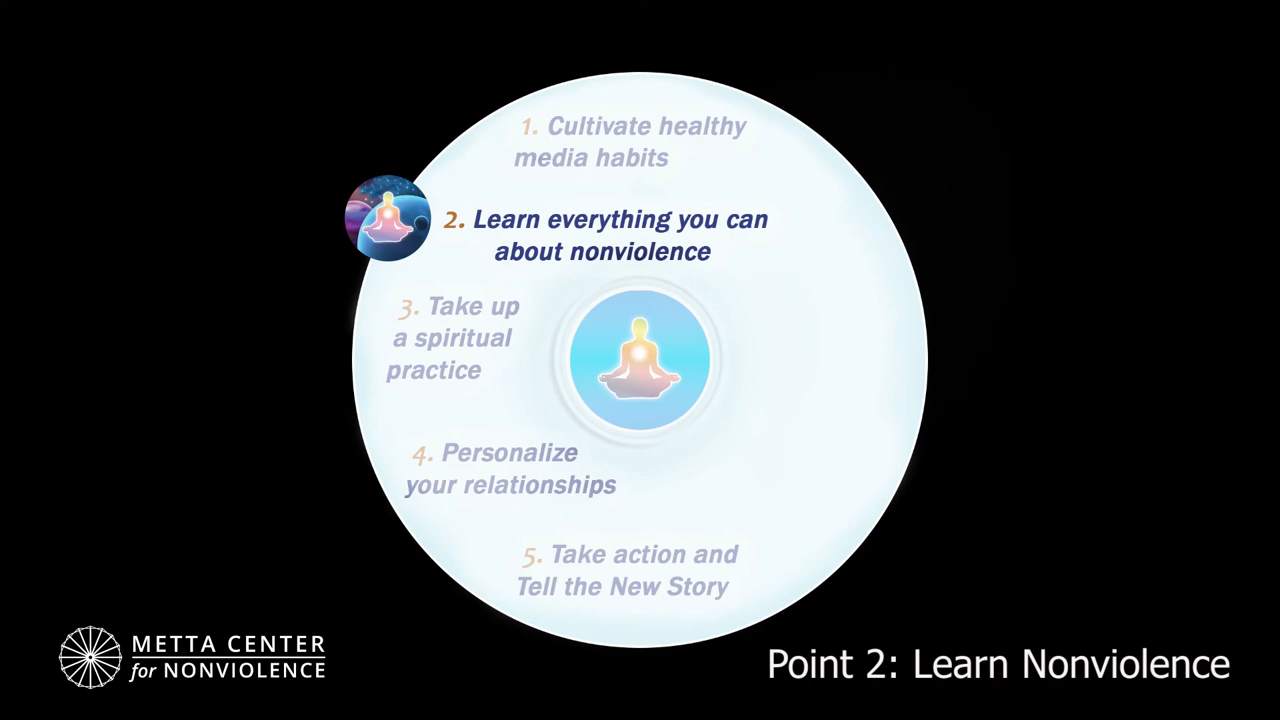 1. Cultivate healthy
media habits
2. Learn everything you can
about nonviolence
3. Take up
a spiritual
practice
4. Personalize
your relationships
5. Take action and
Tell the New Story
METTA CENTER
for NONVIOLENCE
Point 2: Learn Nonviolence